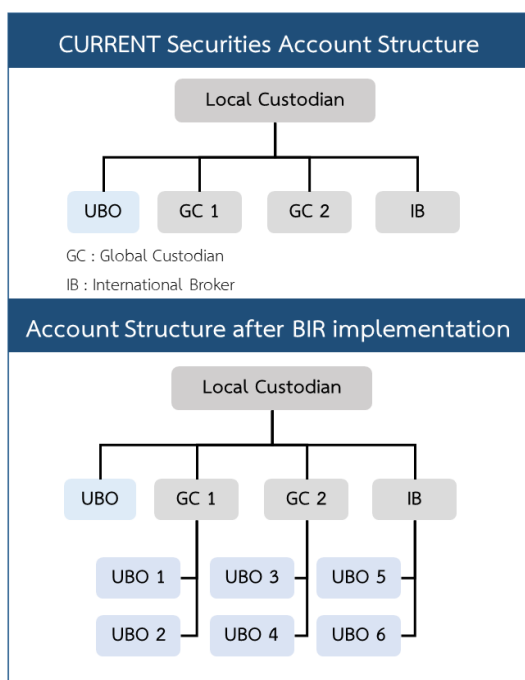 CURRENT Securities Account Structure
Local Custodian
UBO GC 1 GC 2 IB
GC : Global Custodian
IB : International Broker
Account Structure after BIR implementation
Local Custodian
UBO GC 1 GC 2 IB
UBO 1 UBO 3 UBO 5
UBO 2 UBO 4 UBO 6